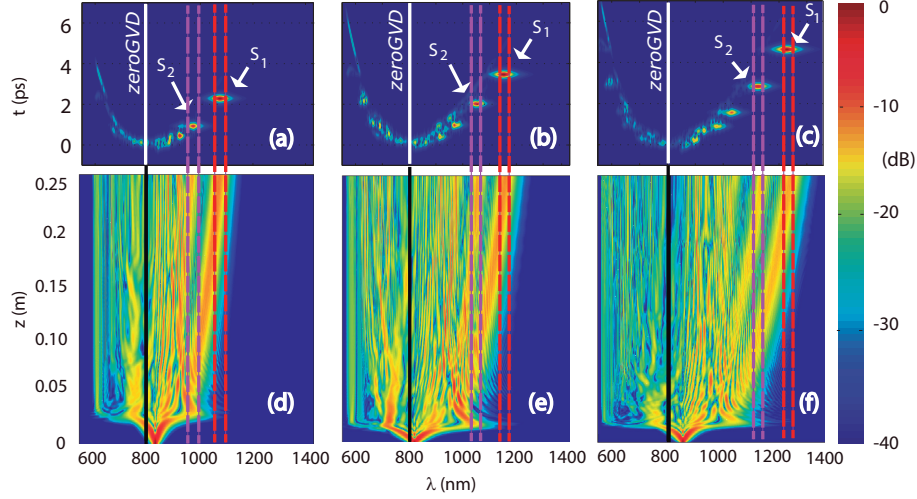 6
4
2
0
t (ps)
zeroGVD
S2
S1
(a)
zeroGVD
S2
S1
(b)
zeroGVD
S2
S1
(c)
0
-10
(dB)
-20
-30
-40
0.25
0.2
0.15
0.10
0.05
0
z (m)
(d)
(e)
(f)
600 800 1000 1200 1400
600 800 1000 1200 1400
600 800 1000 1200 1400
λ (nm)